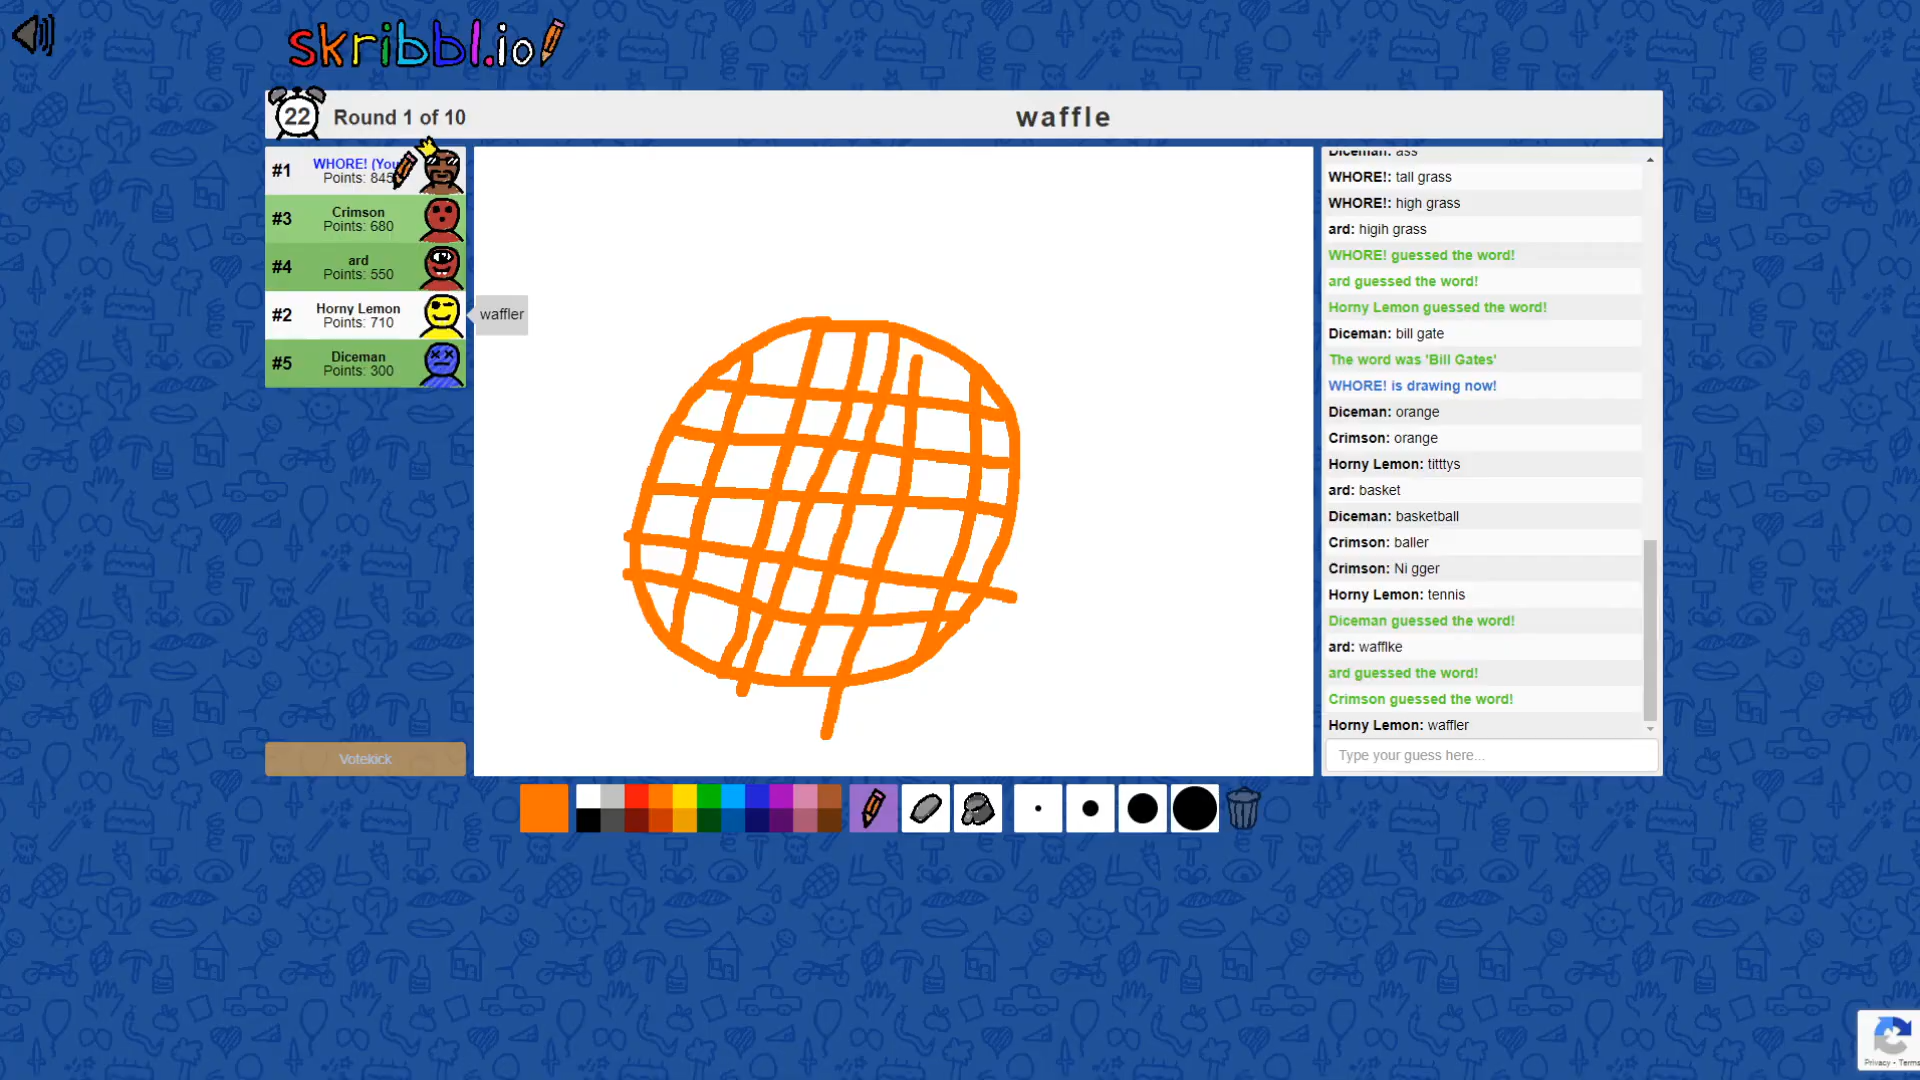 skribbl.io
22
Round 1 of 10
waffle
#1
WHORE! (You
Points: 845
#3
Crimson
Points: 680
#4
ard
Points: 550
#2
Horny Lemon
Points: 710
waffler
#5
Diceman
Points: 300
Votekick
Diceman: ass
WHORE!: tall grass
WHORE!: high grass
ard: higih grass
WHORE! guessed the word!
ard guessed the word!
Horny Lemon guessed the word!
Diceman: bill gate
The word was 'Bill Gates'
WHORE! is drawing now!
Diceman: orange
Crimson: orange
Horny Lemon: titttys
ard: basket
Diceman: basketball
Crimson: baller
Crimson: Ni gger
Horny Lemon: tennis
Diceman guessed the word!
ard: wafflke
ard guessed the word!
Crimson guessed the word!
Horny Lemon: waffler
Type your guess here...
Privacy - Terms